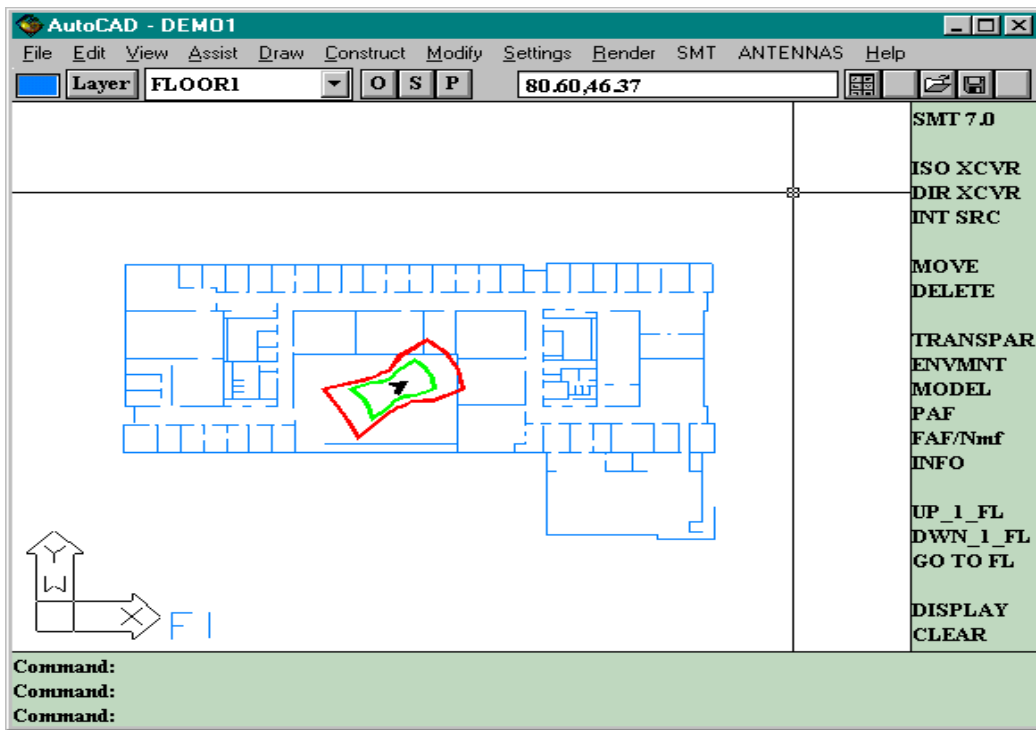 AutoCAD - DEMO1
File Edit View Assist Draw Construct Modify Settings Render SMT ANTENNAS Help
Layer FLOOR1 O S P 80.60,46.37
SMT 7.0
ISO XCVR
DIR XCVR
INT SRC
MOVE
DELETE
TRANSPAR
ENVMNT
MODEL
PAF
FAF/Nmf
INFO
UP_1_FL
DWN_1_FL
GO TO FL
DISPLAY
CLEAR
Y
W
X
F1
Command:
Command:
Command: